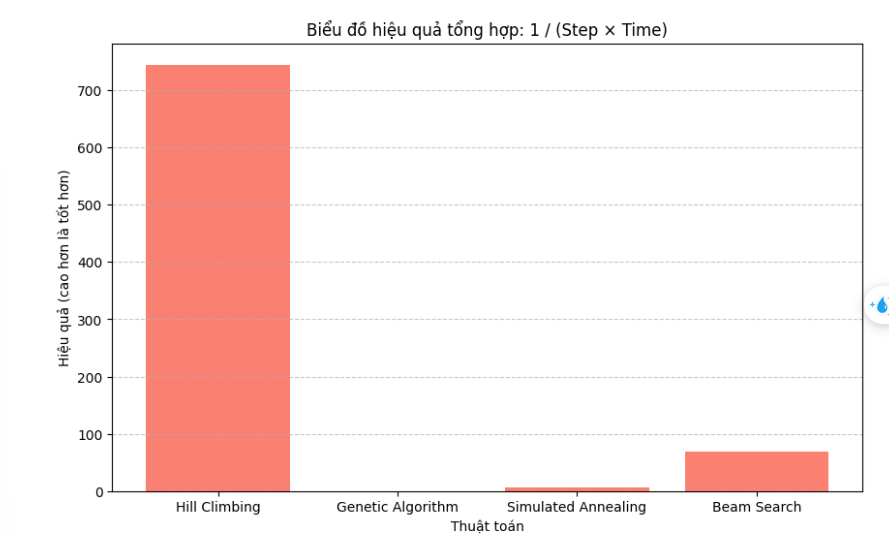 Biểu đồ hiệu quả tổng hợp: 1 / (Step × Time)
Hiệu quả (cao hơn là tốt hơn)
700
600
500
400
300
200
100
0
Hill Climbing Genetic Algorithm Simulated Annealing Beam Search
Thuật toán